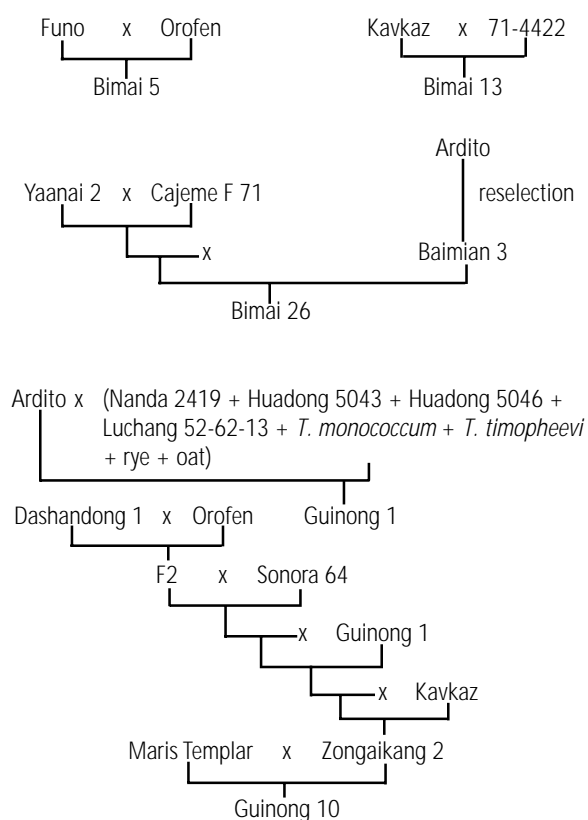 Funo x Orofen
Kavkaz x 71-4422
Bimai 5
Bimai 13
Ardito
reselection
Yaanai 2 x Cajeme F 71
x
Baimian 3
Bimai 26
Ardito x (Nanda 2419 + Huadong 5043 + Huadong 5046 +
Luchang 52-62-13 + T. monococcum + T. timopheevi
+ rye + oat)
Dashandong 1 x Orofen
Guinong 1
F2 x Sonora 64
x Guinong 1
x Kavkaz
Maris Templar x Zongaikang 2
Guinong 10